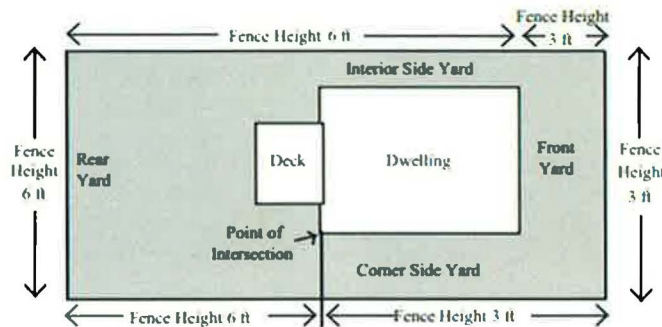 Fence Height 6 ft
Fence Height
3 ft
Interior Side Yard
Fence
Height
6 ft
Rear
Yard
Deck
Dwelling
Front
Yard
Fence
Height
3 ft
Point of
Intersection
Corner Side Yard
Fence Height 6 ft
Fence Height 3 ft